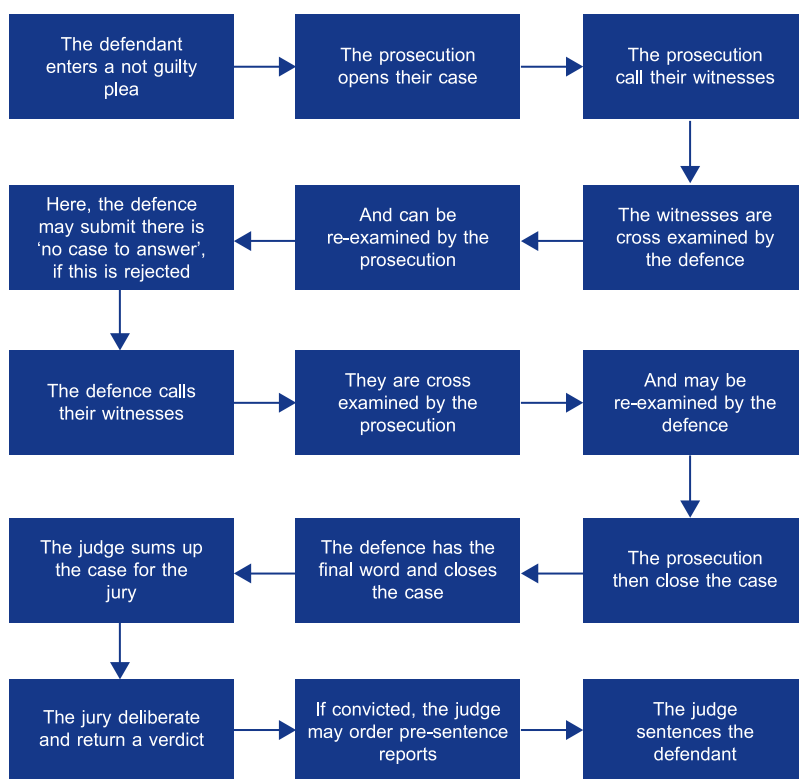 The defendant
enters a not guilty
plea
The prosecution
opens their case
The prosecution
call their witnesses
The witnesses are
cross examined by
the defence
And can be
re-examined by the
prosecution
Here, the defence
may submit there is
‘no case to answer’,
if this is rejected
The defence calls
their witnesses
They are cross
examined by the
prosecution
And may be
re-examined by the
defence
The prosecution
then close the case
The defence has the
final word and closes
the case
The judge sums up
the case for the
jury
The jury deliberate
and return a verdict
If convicted, the judge
may order pre-sentence
reports
The judge
sentences the
defendant